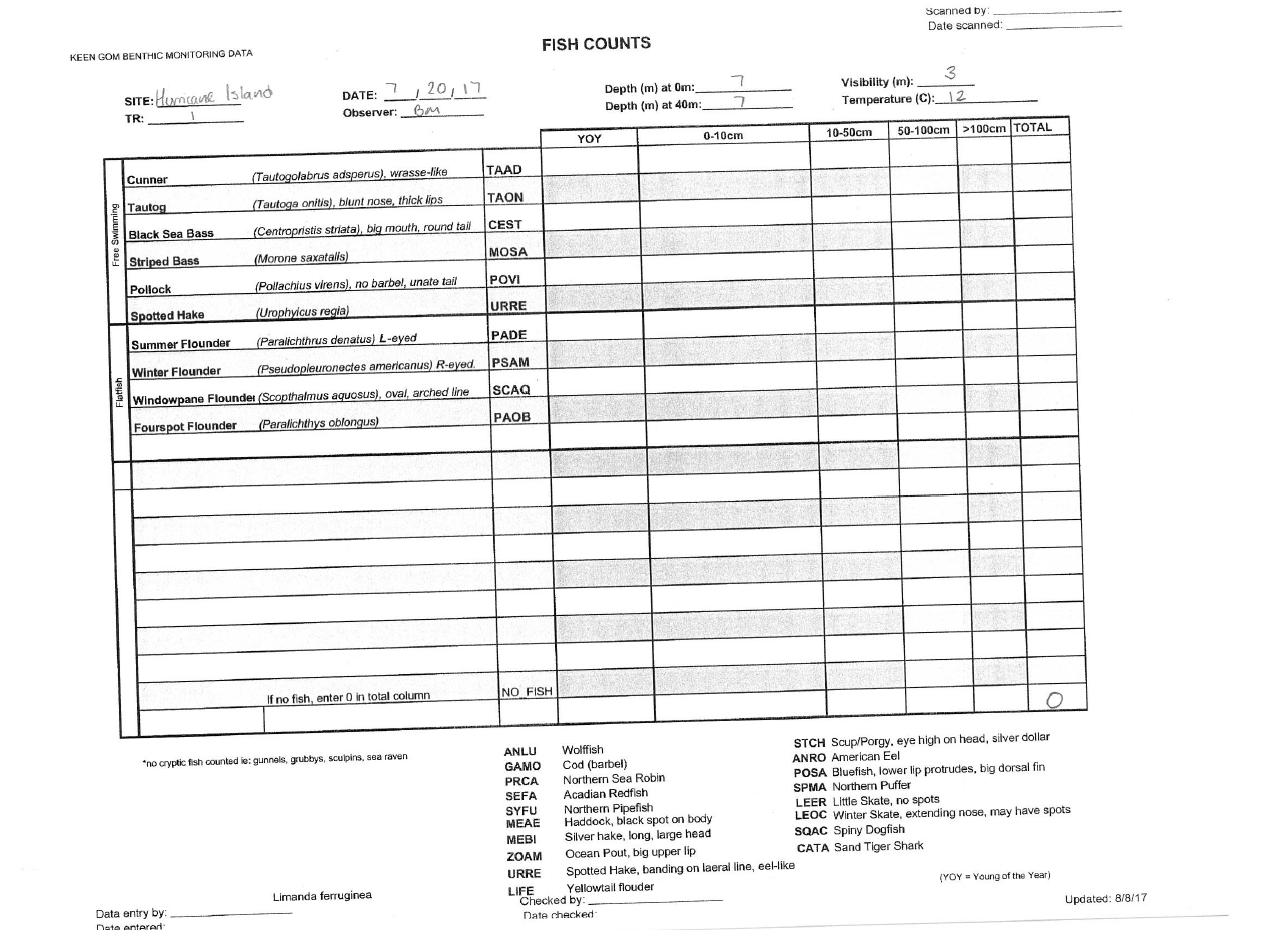 Scanned by:
Date scanned:
KEEN GOM BENTHIC MONITORING DATA
FISH COUNTS
SITE: Hurricane Island
DATE: 7 / 20 / 17
Depth (m) at 0m: 7
Visibility (m): 3
TR: 1
Observer: Bm
Depth (m) at 40m: 7
Temperature (C): 12
YOY 0-10cm 10-50cm 50-100cm >100cm TOTAL
Free Swimming
Cunner (Tautogolabrus adsperus), wrasse-like TAAD
Tautog (Tautoga onitis), blunt nose, thick lips TAON
Black Sea Bass (Centropristis striata), big mouth, round tail CEST
Striped Bass (Morone saxatalis) MOSA
Pollock (Pollachius virens), no barbel, unate tail POVI
Spotted Hake (Urophyicus regia) URRE
Flatfish
Summer Flounder (Paralichthrus denatus) L-eyed PADE
Winter Flounder (Pseudopleuronectes americanus) R-eyed. PSAM
Windowpane Flounder (Scopthalmus aquosus), oval, arched line SCAQ
Fourspot Flounder (Paralichthys oblongus) PAOB
If no fish, enter 0 in total column NO_FISH 0
*no cryptic fish counted ie: gunnels, grubbys, sculpins, sea raven
ANLU Wolffish
GAMO Cod (barbel)
PRCA Northern Sea Robin
SEFA Acadian Redfish
SYFU Northern Pipefish
MEAE Haddock, black spot on body
MEBI Silver hake, long, large head
ZOAM Ocean Pout, big upper lip
URRE Spotted Hake, banding on laeral line, eel-like
LIFE Yellowtail flouder
STCH Scup/Porgy, eye high on head, silver dollar
ANRO American Eel
POSA Bluefish, lower lip protrudes, big dorsal fin
SPMA Northern Puffer
LEER Little Skate, no spots
LEOC Winter Skate, extending nose, may have spots
SQAC Spiny Dogfish
CATA Sand Tiger Shark
(YOY = Young of the Year)
Limanda ferruginea
Checked by:
Updated: 8/8/17
Data entry by:
Date checked:
Date entered: